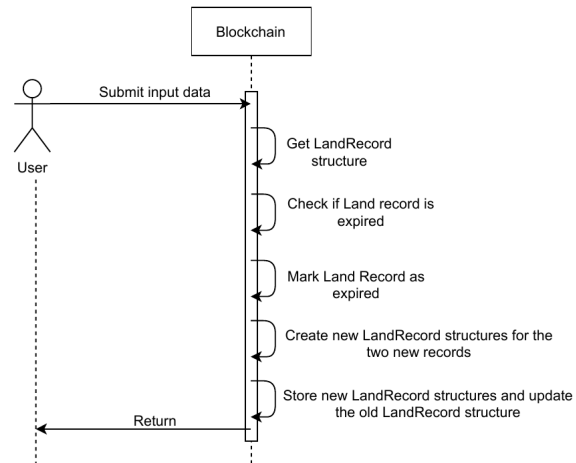 Blockchain
Submit input data
User
Get LandRecord
structure
Check if Land record is
expired
Mark Land Record as
expired
Create new LandRecord structures for the
two new records
Store new LandRecord structures and update
the old LandRecord structure
Return